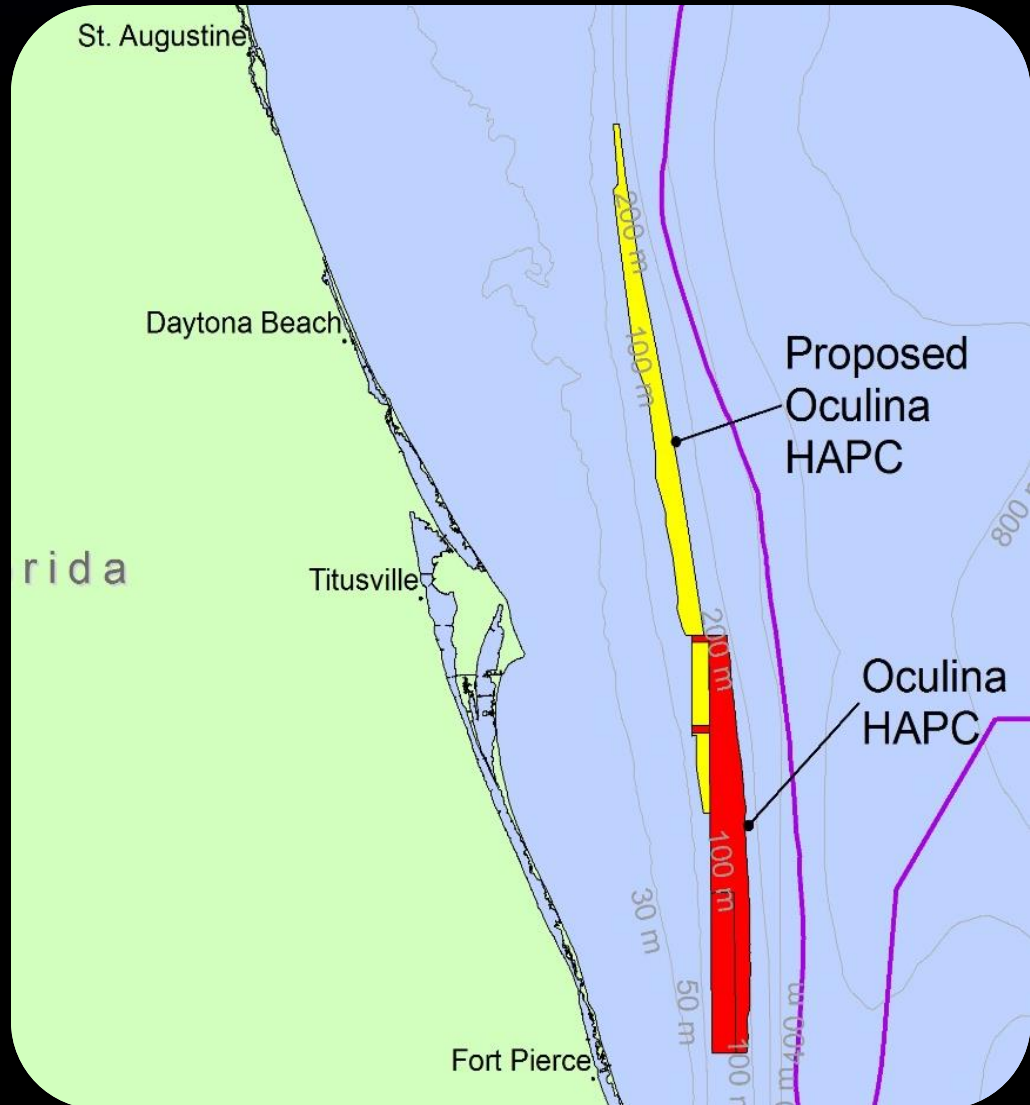 St. Augustine
200 m
Daytona Beach
100 m
Proposed
Oculina
HAPC
800 m
rida
Titusville
200 m
Oculina
HAPC
100 m
30 m
50 m
400 m
100 m
Fort Pierce